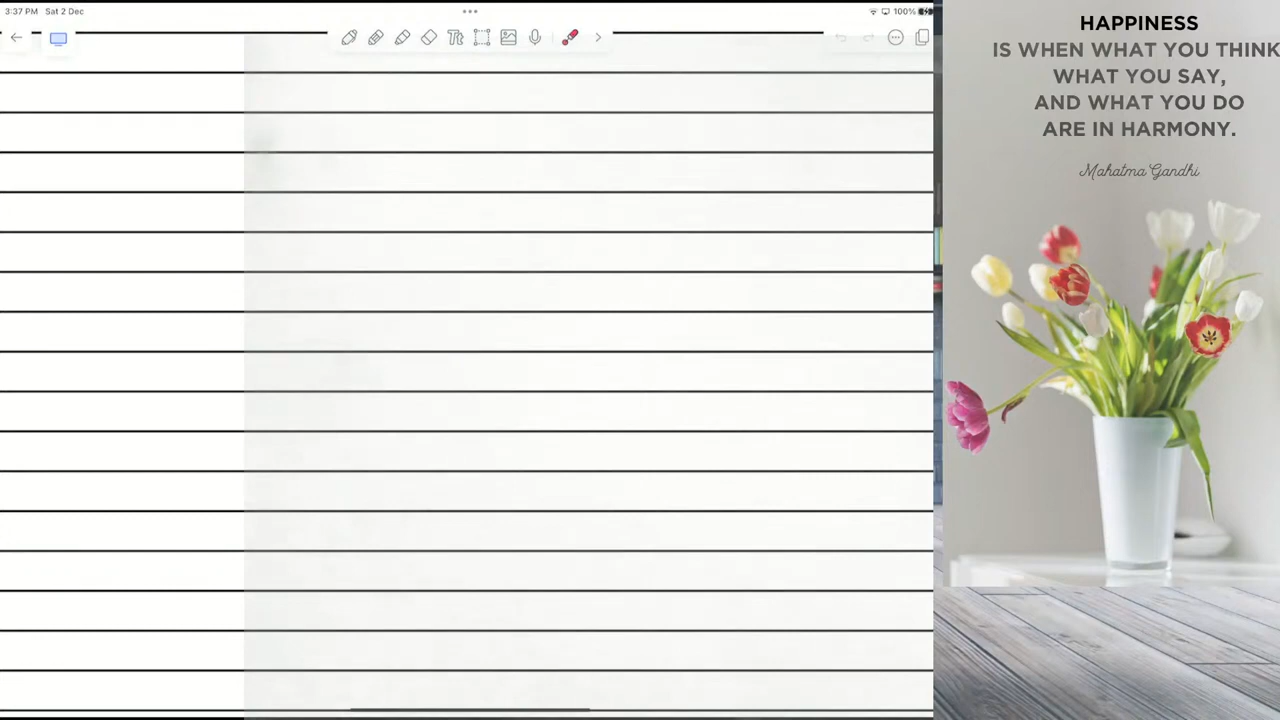 3:37 PM Sat 2 Dec
100%
HAPPINESS
IS WHEN WHAT YOU THINK
WHAT YOU SAY,
AND WHAT YOU DO
ARE IN HARMONY.
Mahatma Gandhi